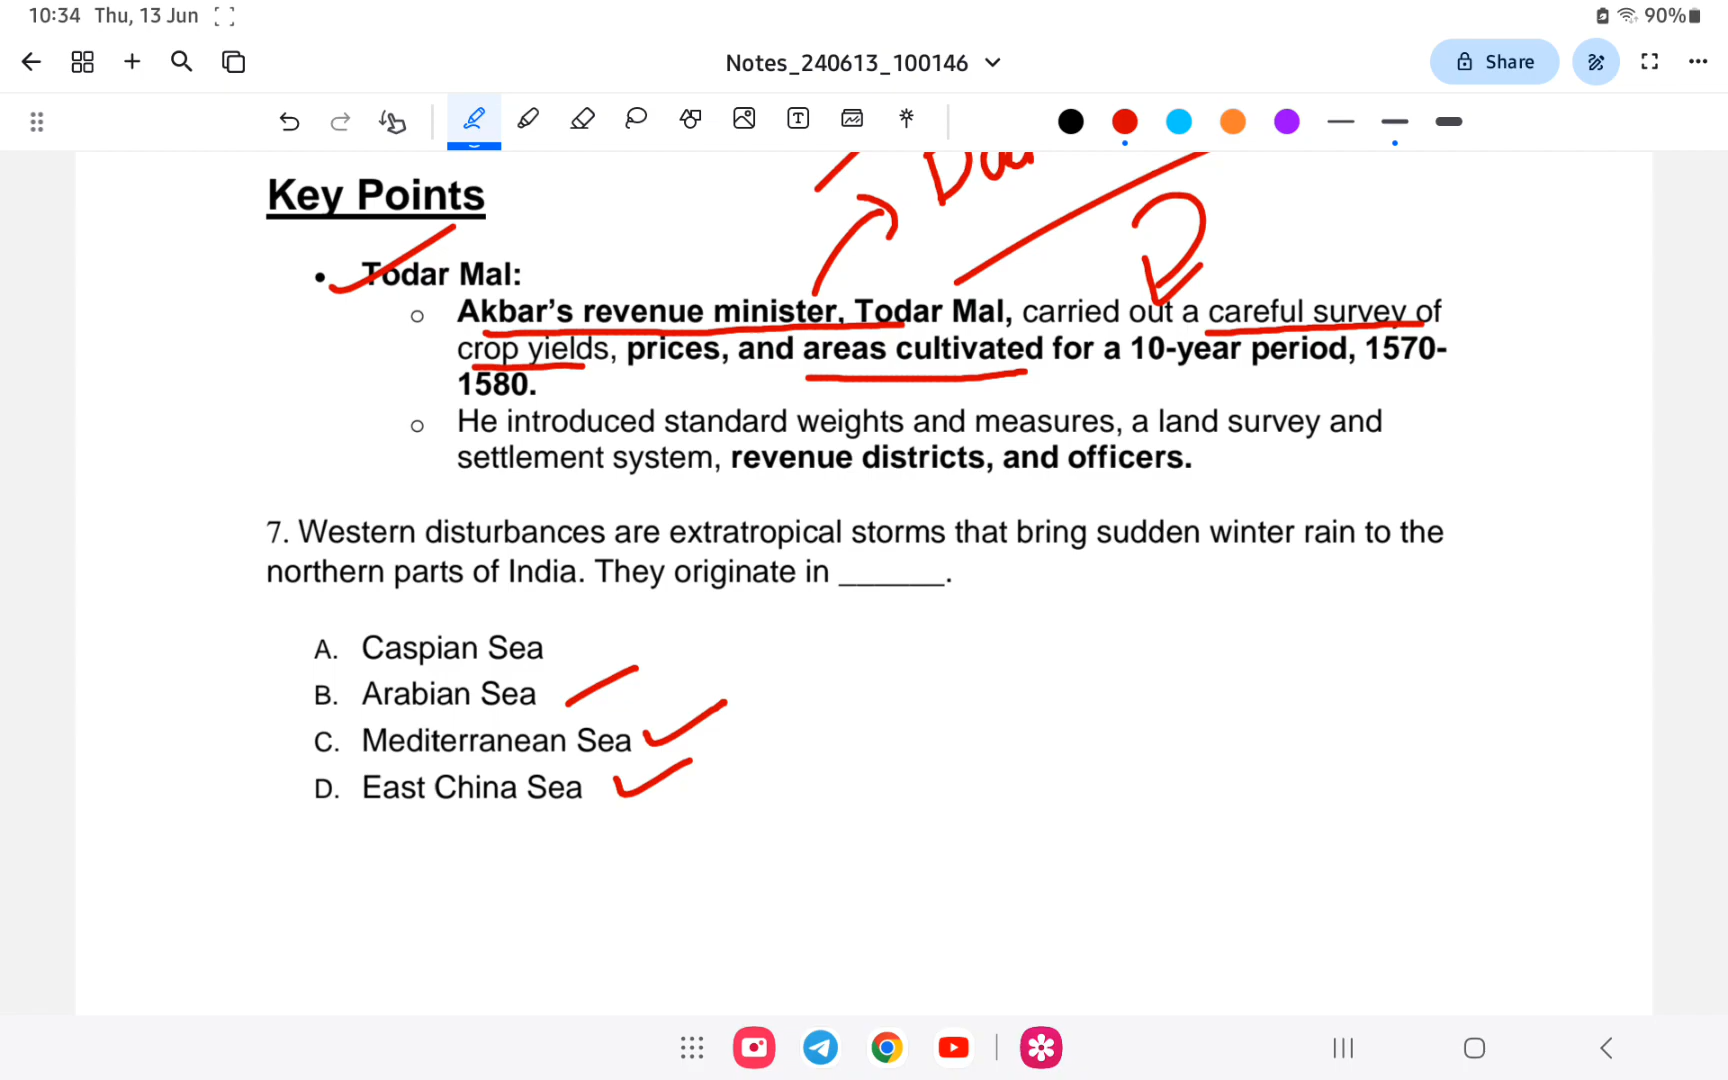 10:34 Thu, 13 Jun
90%
Notes_240613_100146
Share
Key Points
• Todar Mal:
o Akbar's revenue minister, Todar Mal, carried out a careful survey of
crop yields, prices, and areas cultivated for a 10-year period, 1570-
1580.
o He introduced standard weights and measures, a land survey and
settlement system, revenue districts, and officers.
7. Western disturbances are extratropical storms that bring sudden winter rain to the
northern parts of India. They originate in ______.
A. Caspian Sea
B. Arabian Sea
C. Mediterranean Sea
D. East China Sea